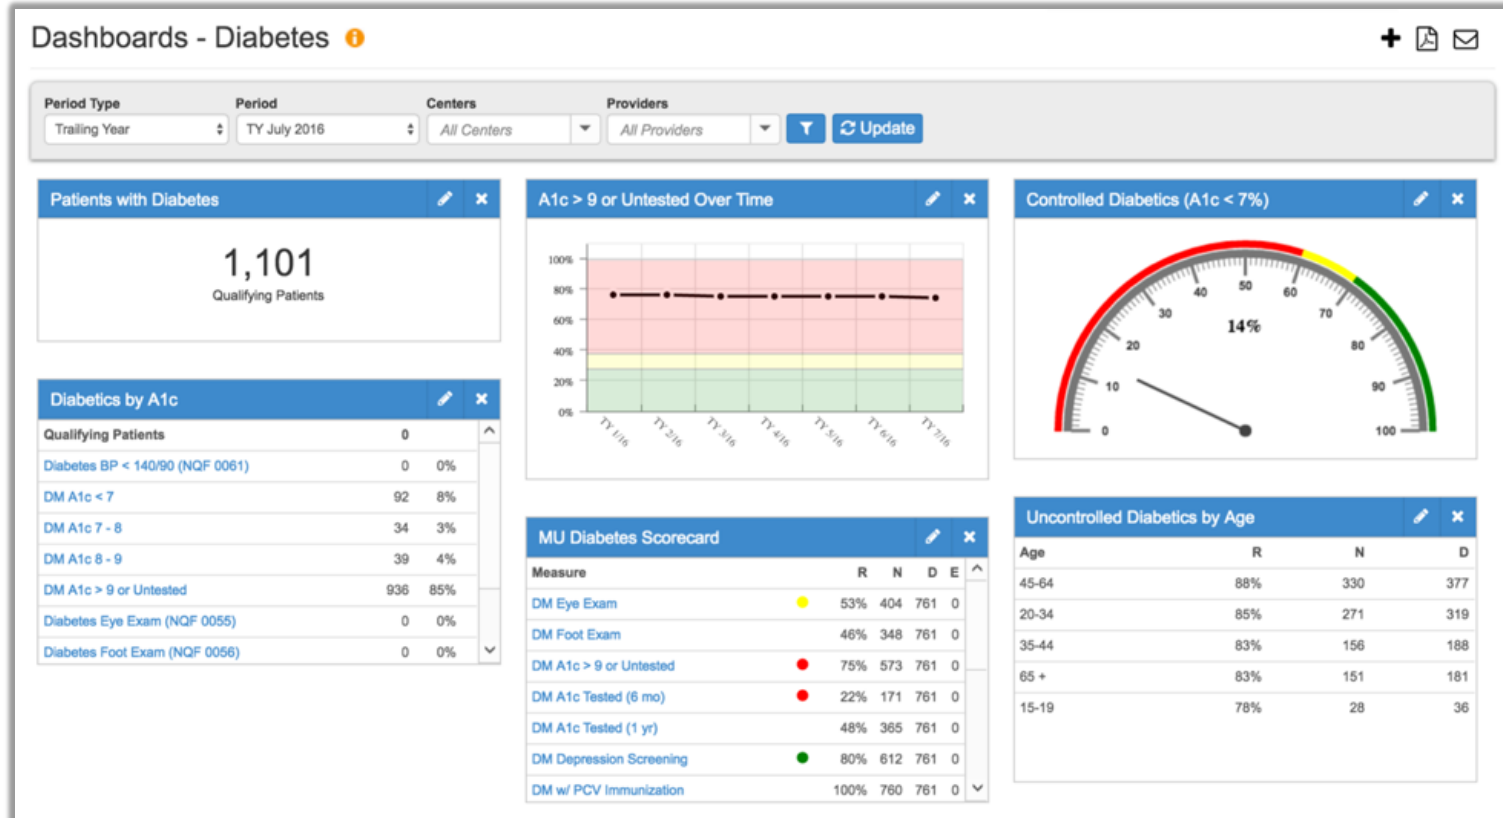 Dashboards - Diabetes
Period Type Period Centers Providers
Trailing Year TY July 2016 All Centers All Providers Update
Patients with Diabetes
1,101
Qualifying Patients
Diabetics by A1c
Qualifying Patients 0
Diabetes BP < 140/90 (NQF 0061) 0 0%
DM A1c < 7 92 8%
DM A1c 7 - 8 34 3%
DM A1c 8 - 9 39 4%
DM A1c > 9 or Untested 936 85%
Diabetes Eye Exam (NQF 0055) 0 0%
Diabetes Foot Exam (NQF 0056) 0 0%
A1c > 9 or Untested Over Time
100%
80%
60%
40%
20%
0%
TY 1/16 TY 2/16 TY 3/16 TY 4/16 TY 5/16 TY 6/16 TY 7/16
MU Diabetes Scorecard
Measure R N D E
DM Eye Exam 53% 404 761 0
DM Foot Exam 46% 348 761 0
DM A1c > 9 or Untested 75% 573 761 0
DM A1c Tested (6 mo) 22% 171 761 0
DM A1c Tested (1 yr) 48% 365 761 0
DM Depression Screening 80% 612 761 0
DM w/ PCV Immunization 100% 760 761 0
Controlled Diabetics (A1c < 7%)
0 10 20 30 40 50 60 70 80 90 100
14%
Uncontrolled Diabetics by Age
Age R N D
45-64 88% 330 377
20-34 85% 271 319
35-44 83% 156 188
65 + 83% 151 181
15-19 78% 28 36